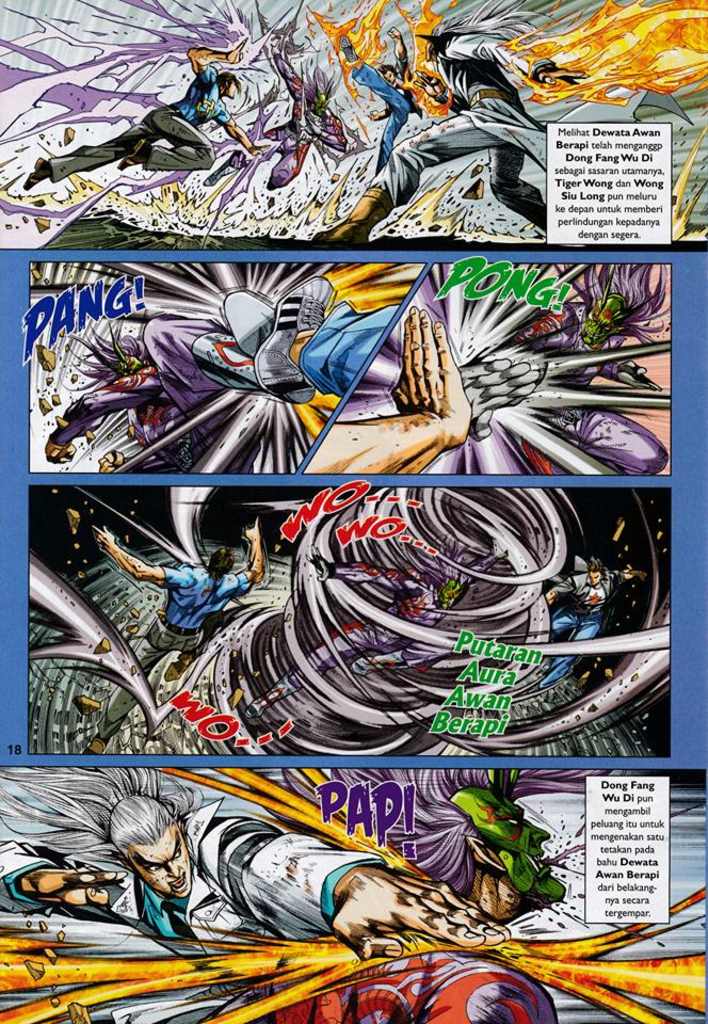 Melihat Dewata Awan
Berapi telah menganggp
Dong Fang Wu Di
sebagai sasaran utamanya,
Tiger Wong dan Wong
Siu Long pun meluru
ke depan untuk memberi
perlindungan kepadanya
dengan segera.
PANG!
PONG!
WO...
WO...
WO...
Putaran
Aura
Awan
Berapi
18
PAP!
Dong Fang
Wu Di pun
mengambil
peluang itu untuk
mengenakan satu
tetakan pada
bahu Dewata
Awan Berapi
dari belakang-
nya secara
tergempar.